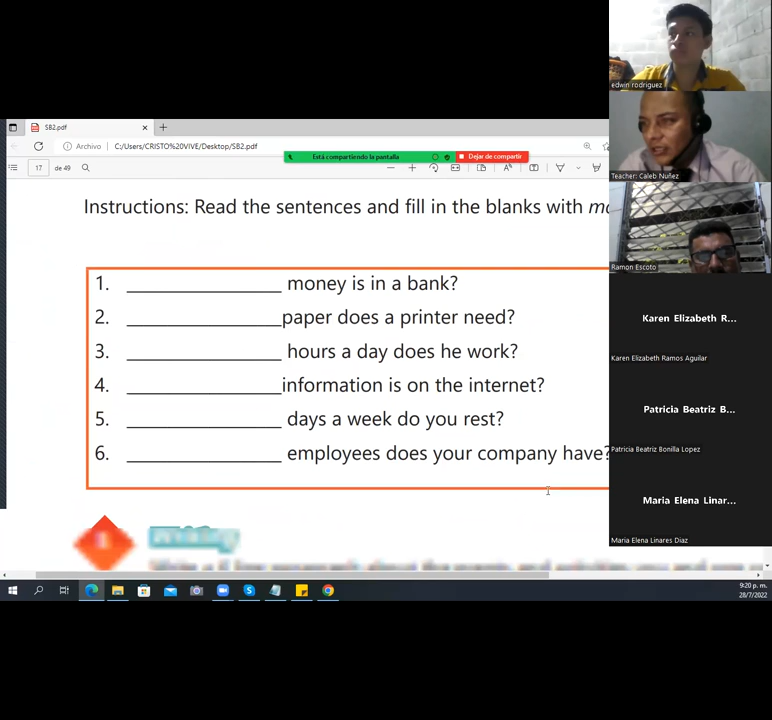 edwin rodriguez
SB2.pdf
Archivo C:/Users/CRISTO%20VIVE/Desktop/SB2.pdf
Está compartiendo la pantalla Dejar de compartir
17 de 49
Teacher: Caleb Nuñez
Instructions: Read the sentences and fill in the blanks with
Ramon Escoto
1. ________________ money is in a bank?
2. ________________paper does a printer need?
3. ________________ hours a day does he work?
4. ________________information is on the internet?
5. ________________ days a week do you rest?
6. ________________ employees does your company have?
Karen Elizabeth R...
Karen Elizabeth Ramos Aguilar
Patricia Beatriz B...
Patricia Beatriz Bonilla Lopez
Maria Elena Linar...
Maria Elena Linares Diaz
9:20 p. m.
28/7/2022